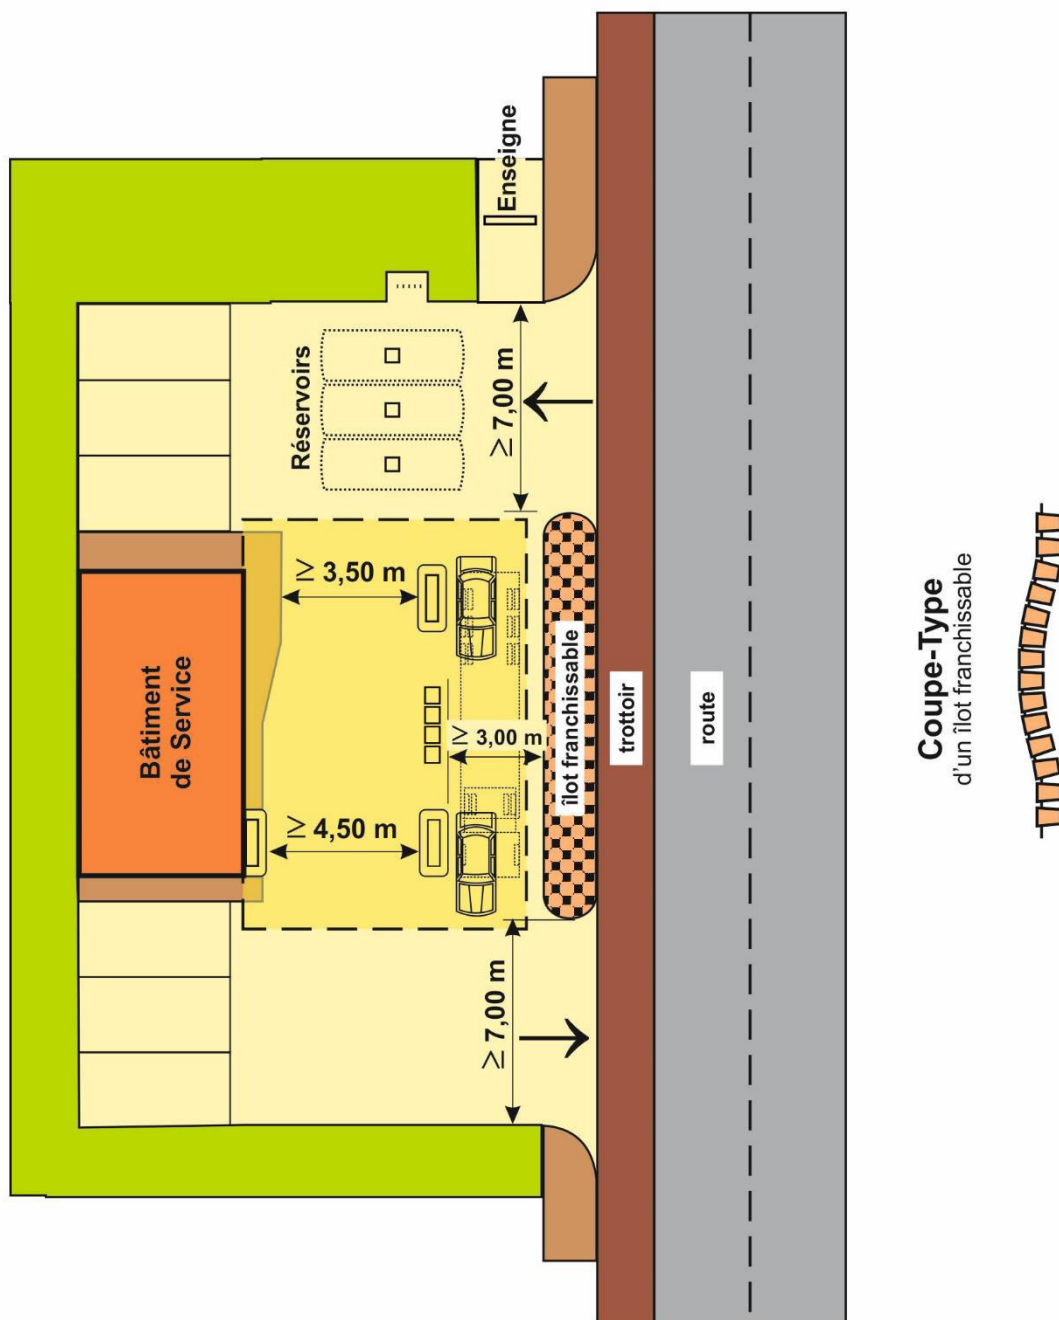 Enseigne
Réservoirs
≥ 7,00 m
≥ 3,50 m
Bâtiment
de Service
≥ 3,00 m
≥ 4,50 m
îlot franchissable
trottoir
route
≥ 7,00 m
Coupe-Type
d'un îlot franchissable